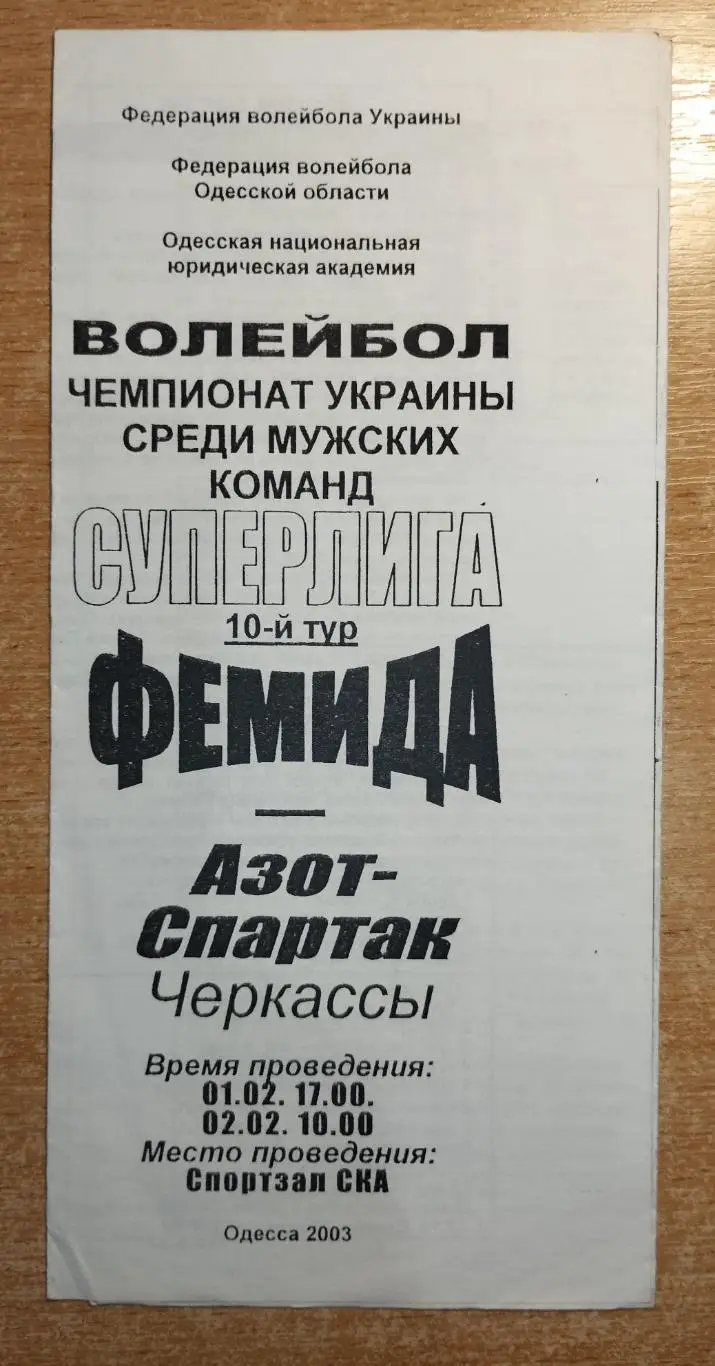 Федерация волейбола Украины
Федерация волейбола
Одесской области
Одесская национальная
юридическая академия
ВОЛЕЙБОЛ
ЧЕМПИОНАТ УКРАИНЫ
СРЕДИ МУЖСКИХ
КОМАНД
СУПЕРЛИГА
10-й тур
ФЕМИДА
—
Азот-
Спартак
Черкассы
Время проведения:
01.02. 17.00.
02.02. 10.00
Место проведения:
Спортзал СКА
Одесса 2003